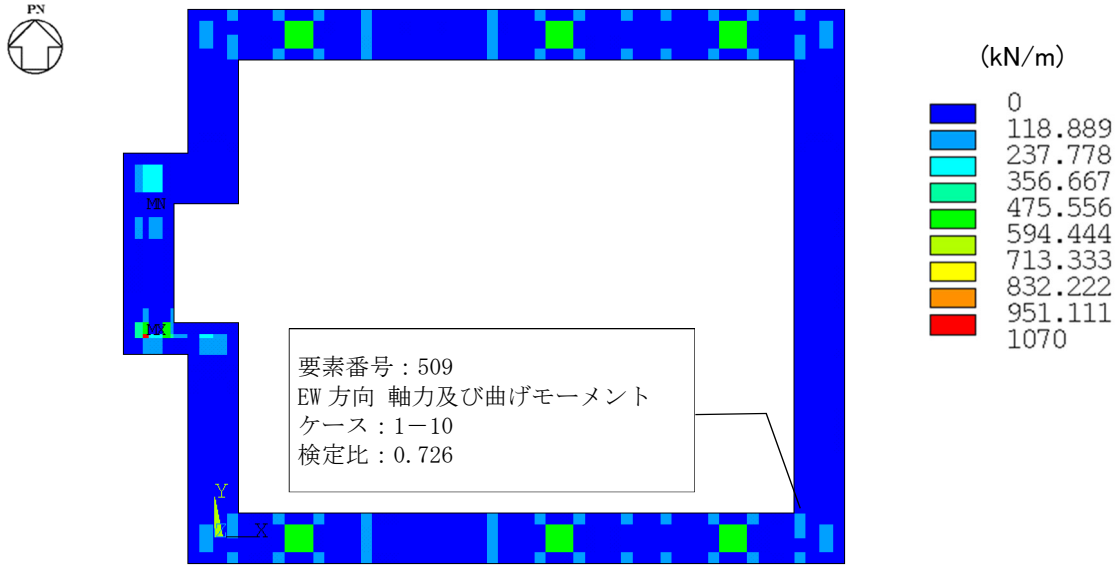 PN
(kN/m)
0
118.889
237.778
356.667
475.556
594.444
713.333
832.222
951.111
1070
MN
MX
要素番号：509
EW 方向 軸力及び曲げモーメント
ケース：1－10
検定比：0.726
Y
Z
X